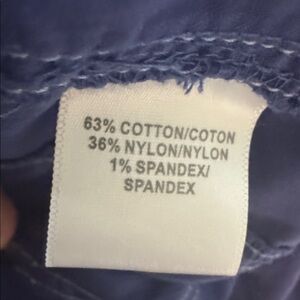 63% COTTON/COTON
36% NYLON/NYLON
1% SPANDEX/
SPANDEX